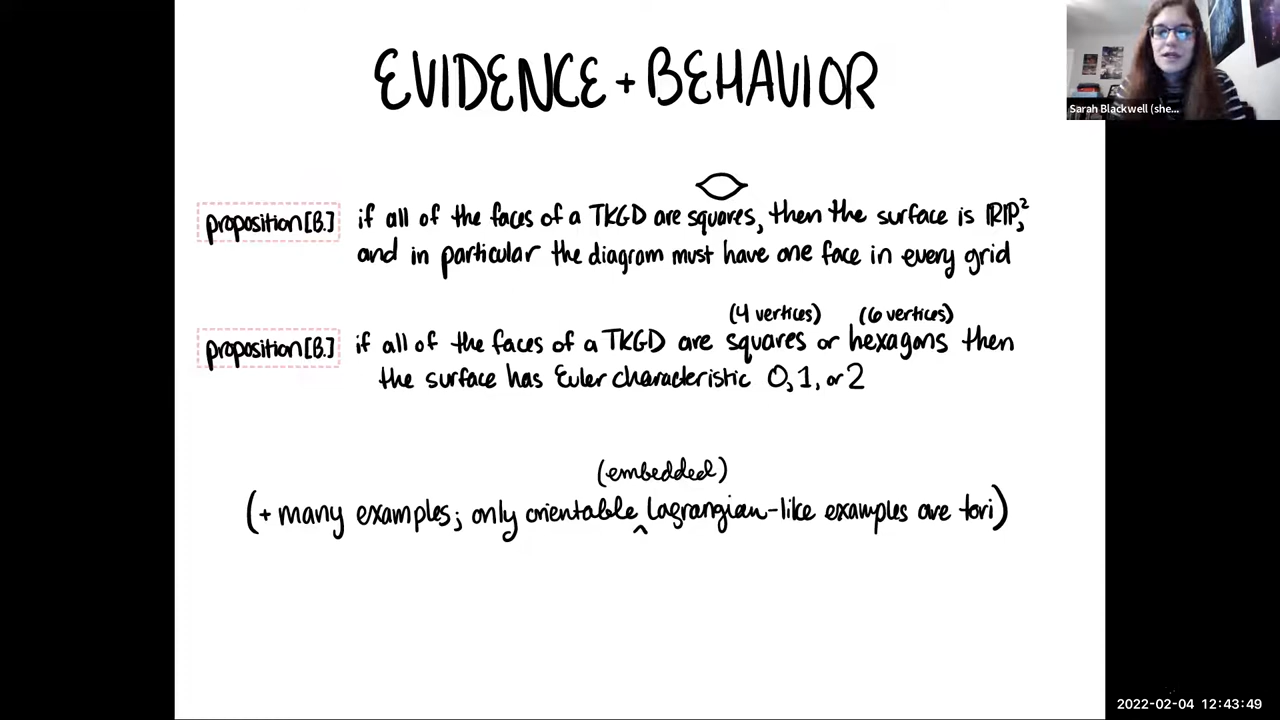 EVIDENCE + BEHAVIOR
Sarah Blackwell (she...
proposition[B.] if all of the faces of a TKGD are squares, then the surface is RP²,
and in particular the diagram must have one face in every grid
(4 vertices) (6 vertices)
proposition[B.] if all of the faces of a TKGD are squares or hexagons then
the surface has Euler characteristic 0, 1, or 2
(embedded)
(+ many examples; only orientable ^ Lagrangian-like examples are tori)
2022-02-04 12:43:49